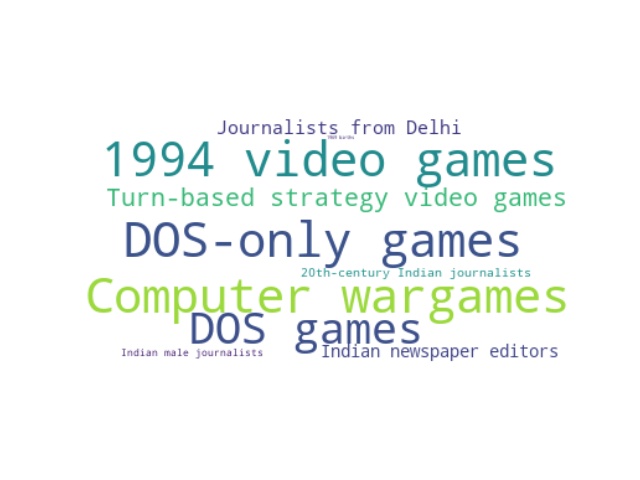 Journalists from Delhi
1994 video games
Turn-based strategy video games
DOS-only games
20th-century Indian journalists
Computer wargames
DOS games
Indian male journalists
Indian newspaper editors